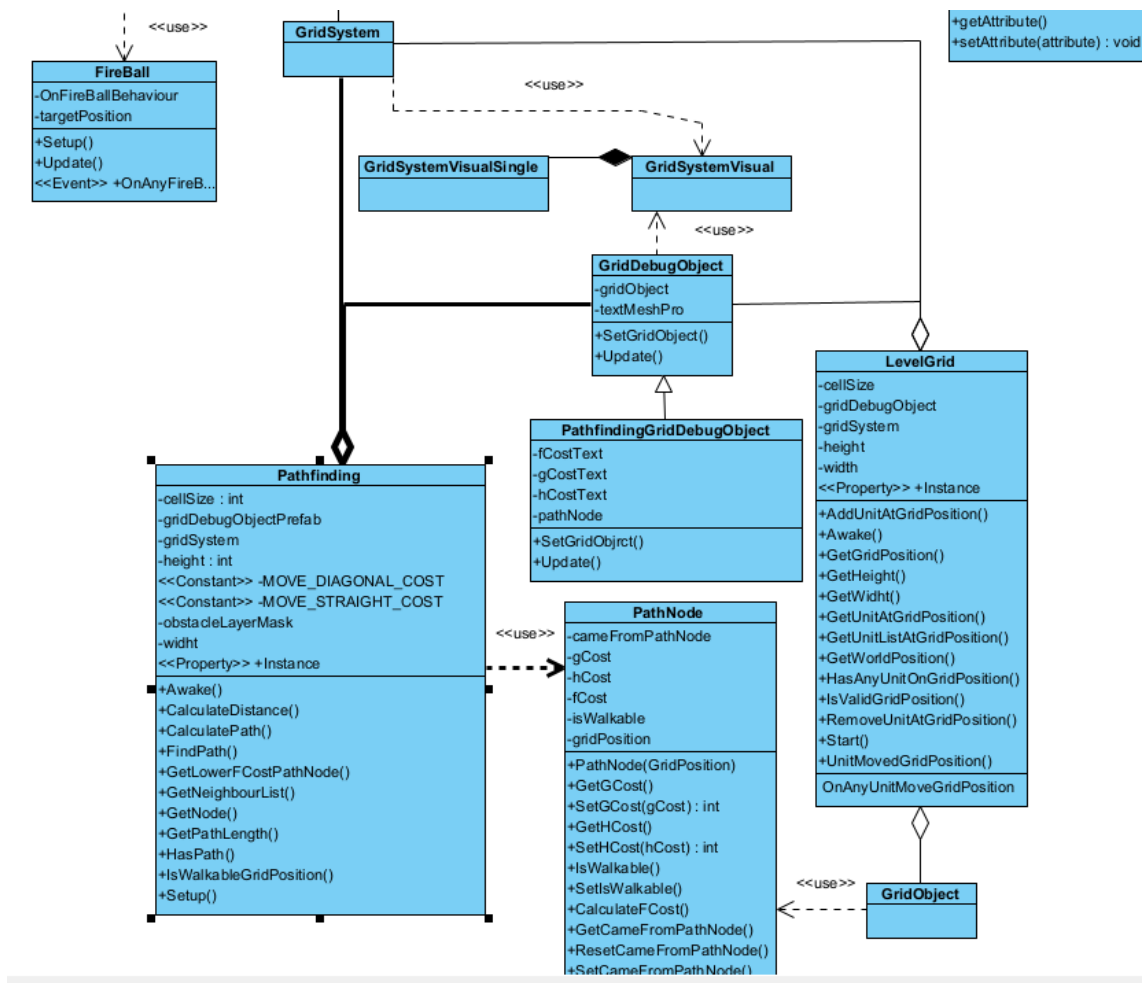 <<use>>
GridSystem
+getAttribute()
+setAttribute(attribute) : void
FireBall
-OnFireBallBehaviour
-targetPosition
+Setup()
+Update()
<<Event>> +OnAnyFireB...
<<use>>
GridSystemVisualSingle
GridSystemVisual
<<use>>
GridDebugObject
-gridObject
-textMeshPro
+SetGridObject()
+Update()
LevelGrid
-cellSize
-gridDebugObject
-gridSystem
-height
-width
<<Property>> +Instance
+AddUnitAtGridPosition()
+Awake()
+GetGridPosition()
+GetHeight()
+GetWidht()
+GetUnitAtGridPosition()
+GetUnitListAtGridPosition()
+GetWorldPosition()
+HasAnyUnitOnGridPosition()
+IsValidGridPosition()
+RemoveUnitAtGridPosition()
+Start()
+UnitMovedGridPosition()
OnAnyUnitMoveGridPosition
PathfindingGridDebugObject
-fCostText
-gCostText
-hCostText
-pathNode
+SetGridObjrct()
+Update()
Pathfinding
-cellSize : int
-gridDebugObjectPrefab
-gridSystem
-height : int
<<Constant>> -MOVE_DIAGONAL_COST
<<Constant>> -MOVE_STRAIGHT_COST
-obstacleLayerMask
-widht
<<Property>> +Instance
+Awake()
+CalculateDistance()
+CalculatePath()
+FindPath()
+GetLowerFCostPathNode()
+GetNeighbourList()
+GetNode()
+GetPathLength()
+HasPath()
+IsWalkableGridPosition()
+Setup()
<<use>>
PathNode
-cameFromPathNode
-gCost
-hCost
-fCost
-isWalkable
-gridPosition
+PathNode(GridPosition)
+GetGCost()
+SetGCost(gCost) : int
+GetHCost()
+SetHCost(hCost) : int
+IsWalkable()
+SetIsWalkable()
+CalculateFCost()
+GetCameFromPathNode()
+ResetCameFromPathNode()
+SetCameFromPathNode()
<<use>>
GridObject